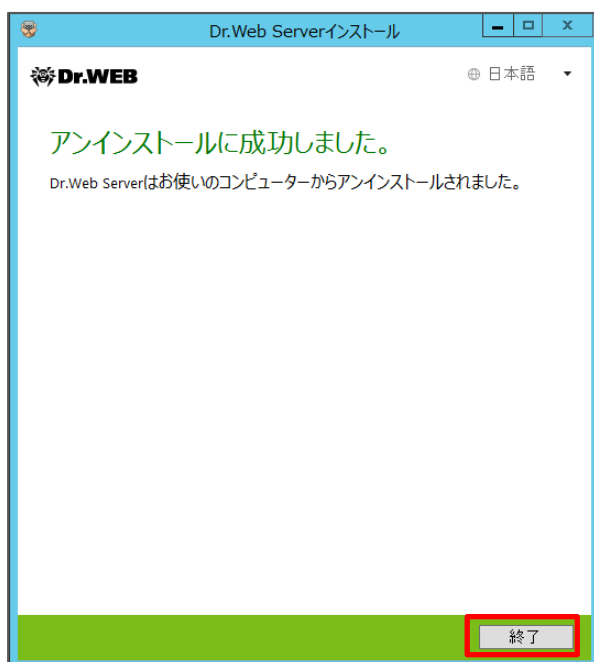 Dr.Web Serverインストール
Dr.WEB
日本語
アンインストールに成功しました。
Dr.Web Serverはお使いのコンピューターからアンインストールされました。
終了